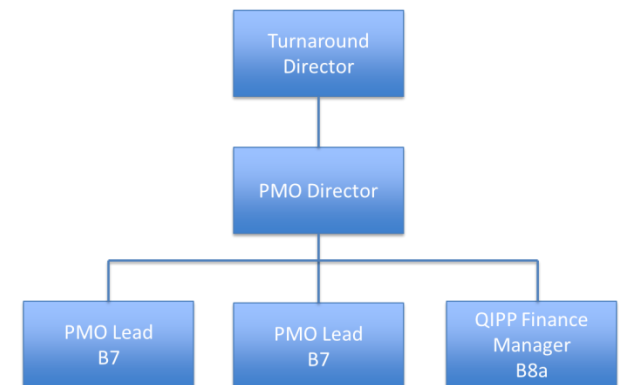 Turnaround
Director
PMO Director
PMO Lead
B7
PMO Lead
B7
QIPP Finance
Manager
B8a